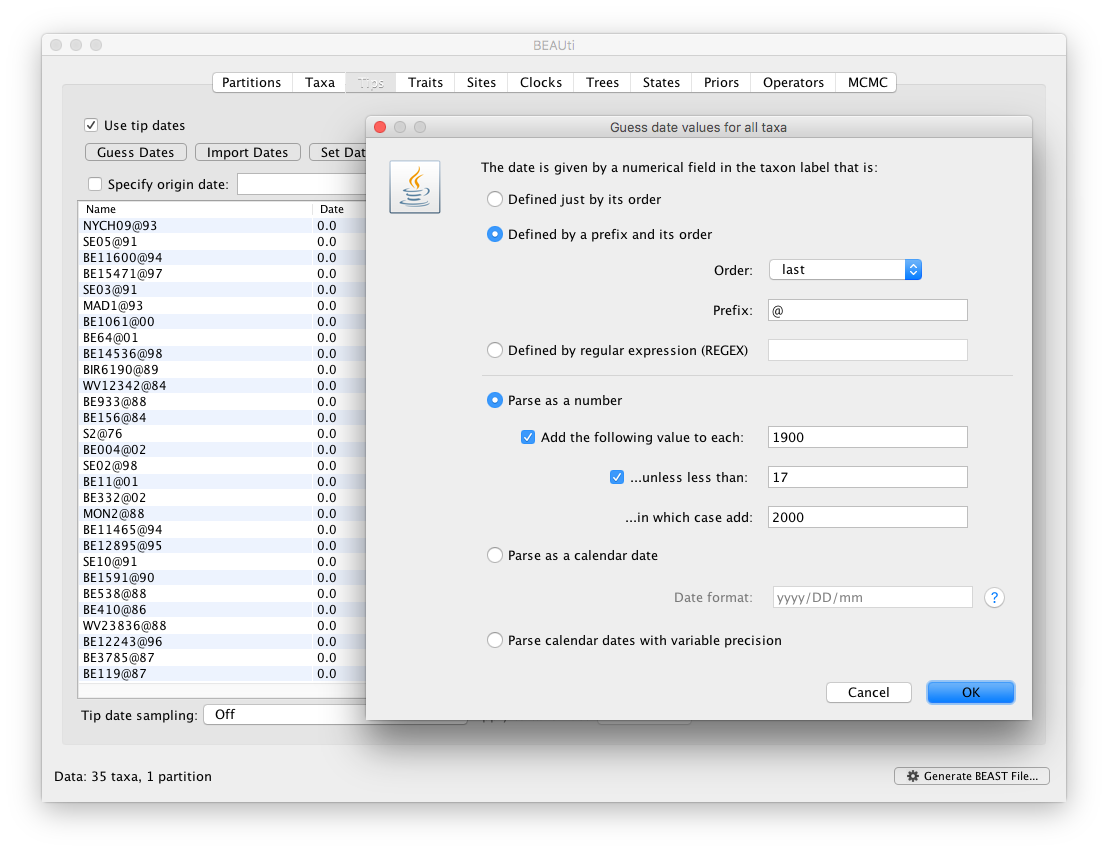 BEAUti
Partitions Taxa Tips Traits Sites Clocks Trees States Priors Operators MCMC
Use tip dates
Guess Dates Import Dates Set Dat
Specify origin date:
Name Date
NYCH09@93 0.0
SE05@91 0.0
BE11600@94 0.0
BE15471@97 0.0
SE03@91 0.0
MAD1@93 0.0
BE1061@00 0.0
BE64@01 0.0
BE14536@98 0.0
BIR6190@89 0.0
WV12342@84 0.0
BE933@88 0.0
BE156@84 0.0
S2@76 0.0
BE004@02 0.0
SE02@98 0.0
BE11@01 0.0
BE332@02 0.0
MON2@88 0.0
BE11465@94 0.0
BE12895@95 0.0
SE10@91 0.0
BE1591@90 0.0
BE538@88 0.0
BE410@86 0.0
WV23836@88 0.0
BE12243@96 0.0
BE3785@87 0.0
BE119@87 0.0
Tip date sampling: Off
Data: 35 taxa, 1 partition
Generate BEAST File...
Guess date values for all taxa
The date is given by a numerical field in the taxon label that is:
Defined just by its order
Defined by a prefix and its order
Order: last
Prefix: @
Defined by regular expression (REGEX)
Parse as a number
Add the following value to each: 1900
...unless less than: 17
...in which case add: 2000
Parse as a calendar date
Date format: yyyy/DD/mm ?
Parse calendar dates with variable precision
Cancel OK